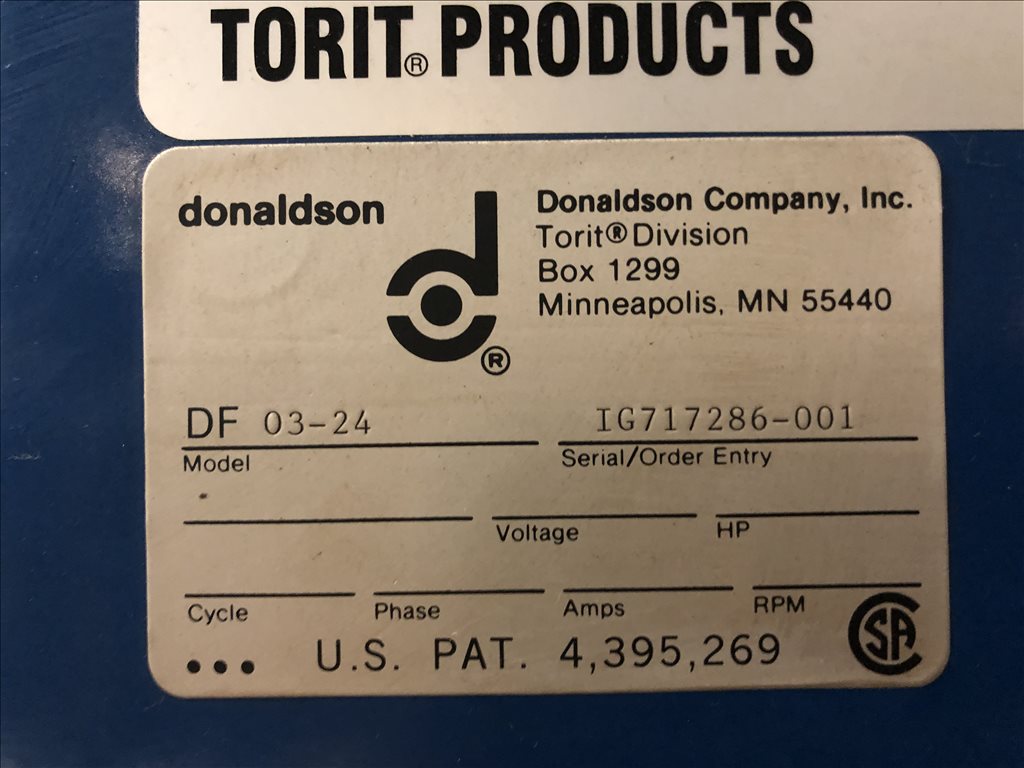 TORIT® PRODUCTS
donaldson
d®
Donaldson Company, Inc.
Torit® Division
Box 1299
Minneapolis, MN 55440
DF 03-24 IG717286-001
Model Serial/Order Entry
Voltage HP
Cycle Phase Amps RPM
••• U.S. PAT. 4,395,269 SA